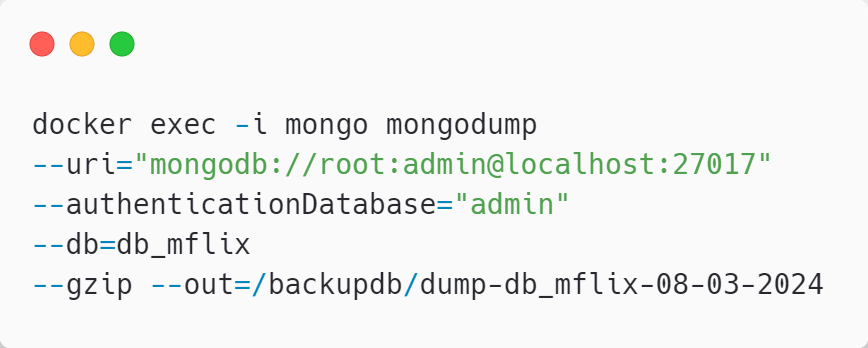 docker exec -i mongo mongodump
--uri="mongodb://root:admin@localhost:27017"
--authenticationDatabase="admin"
--db=db_mflix
--gzip --out=/backupdb/dump-db_mflix-08-03-2024